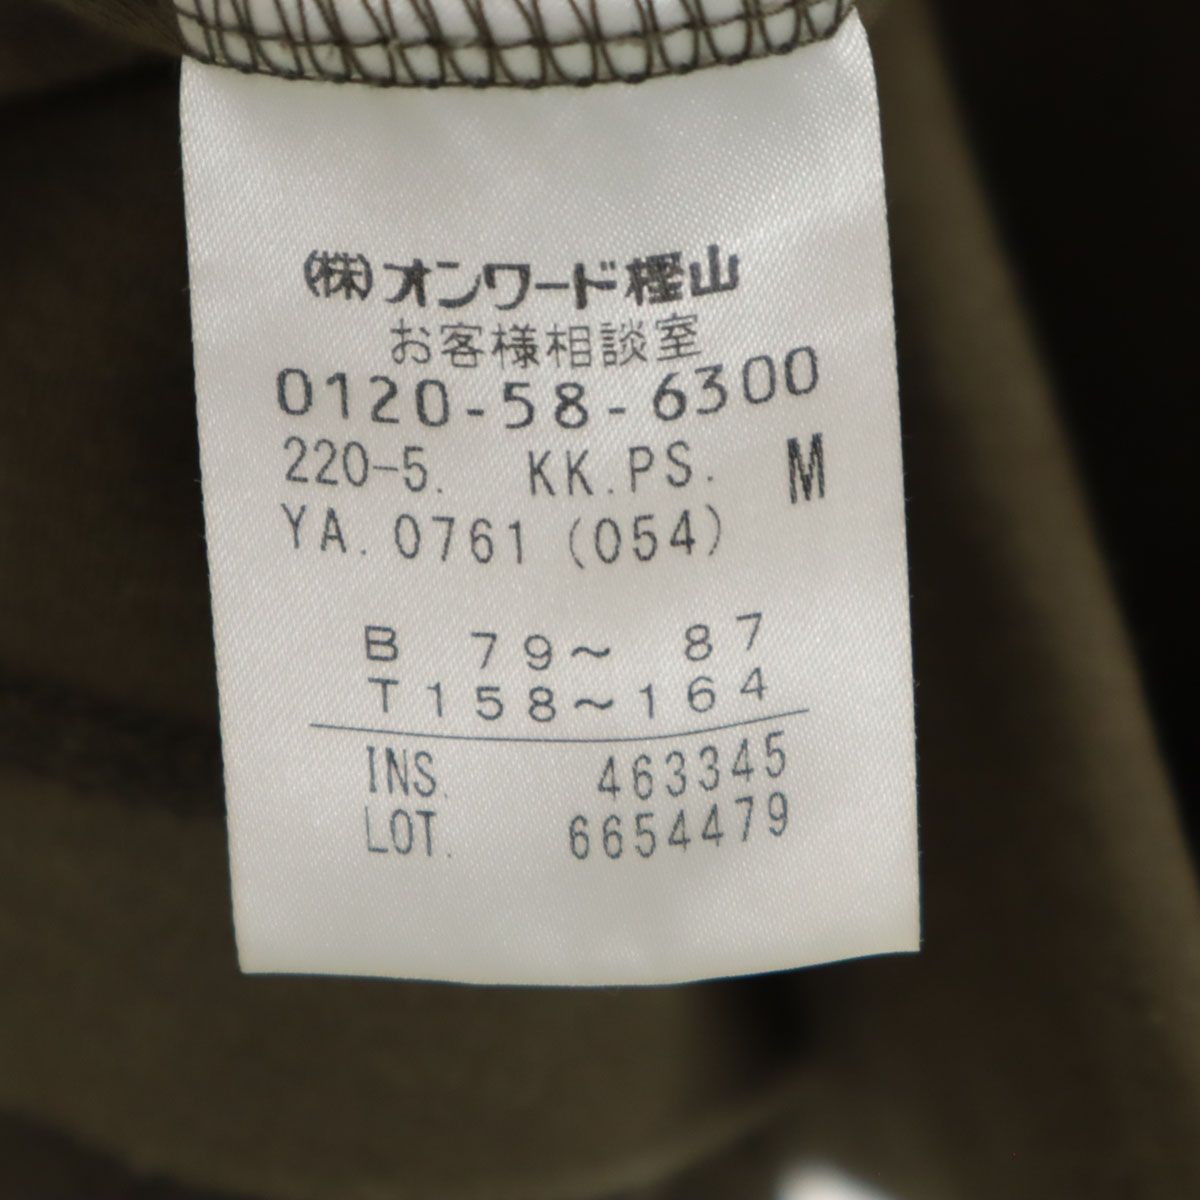 (株)オンワード樫山
お客様相談室
0120-58-6300
220-5. KK.PS. M
YA. 0761 (054)
B 79～ 87
T158～164
INS. 463345
LOT. 6654479